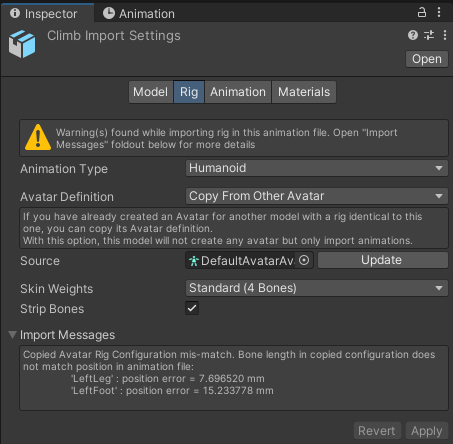 Inspector Animation
Climb Import Settings
Open
Model Rig Animation Materials
Warning(s) found while importing rig in this animation file. Open "Import
Messages" foldout below for more details
Animation Type Humanoid
Avatar Definition Copy From Other Avatar
If you have already created an Avatar for another model with a rig identical to this
one, you can copy its Avatar definition.
With this option, this model will not create any avatar but only import animations.
Source DefaultAvatarAv Update
Skin Weights Standard (4 Bones)
Strip Bones
Import Messages
Copied Avatar Rig Configuration mis-match. Bone length in copied configuration does
not match position in animation file:
'LeftLeg' : position error = 7.696520 mm
'LeftFoot' : position error = 15.233778 mm
Revert Apply